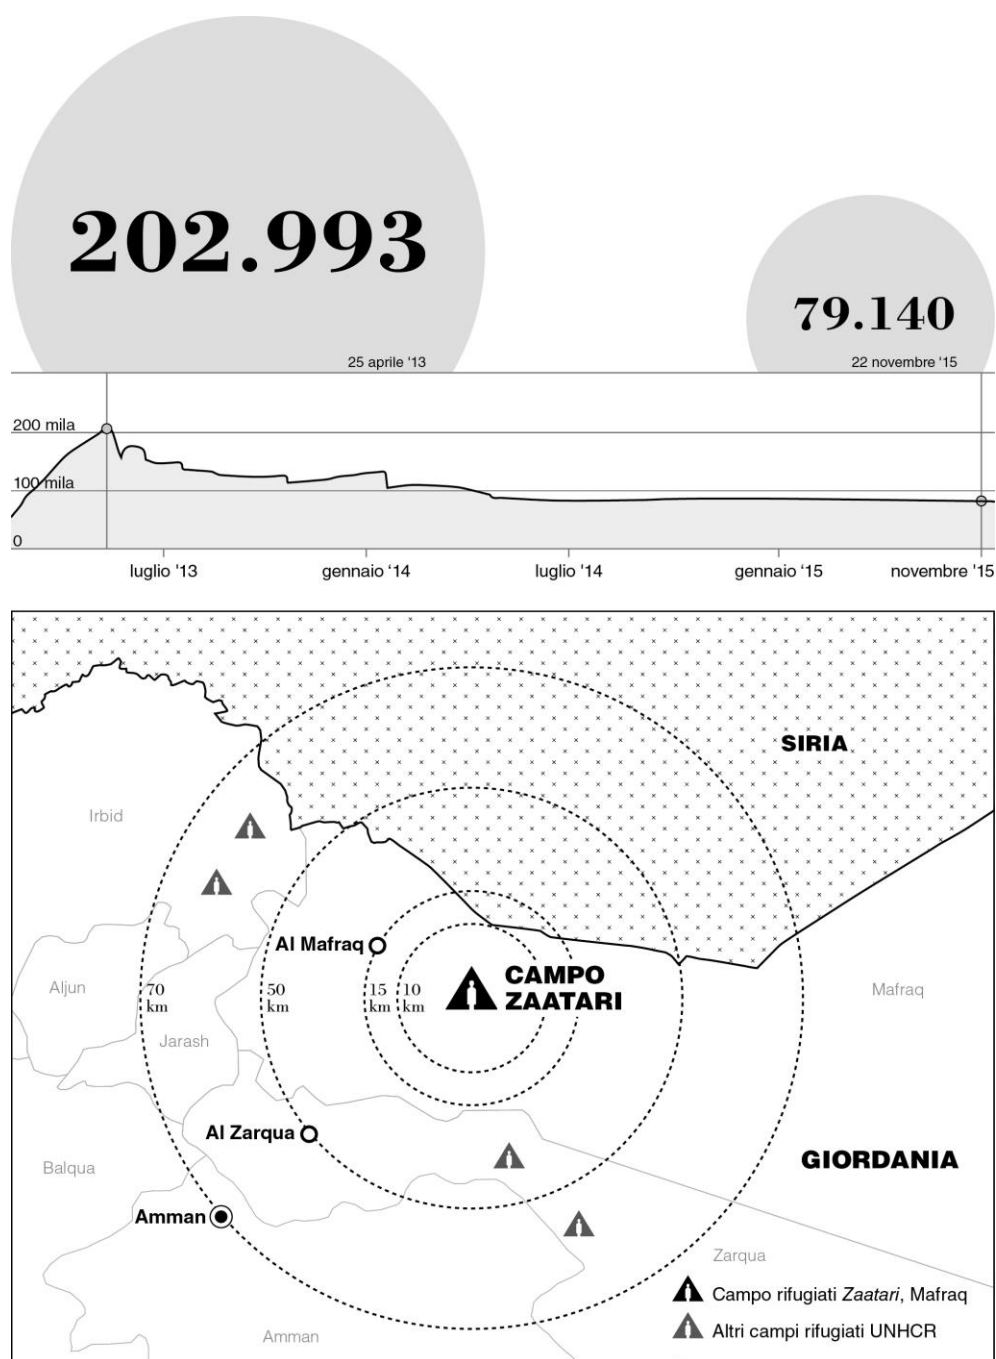 202.993
79.140
25 aprile '13
22 novembre '15
200 mila
100 mila
0
luglio '13
gennaio '14
luglio '14
gennaio '15
novembre '15
SIRIA
Irbid
Al Mafraq
CAMPO
ZAATARI
Aljun
70
km
50
km
15
km
10
km
Mafraq
Jarash
Al Zarqua
GIORDANIA
Balqua
Amman
Zarqua
Campo rifugiati Zaatari, Mafraq
Altri campi rifugiati UNHCR
Amman